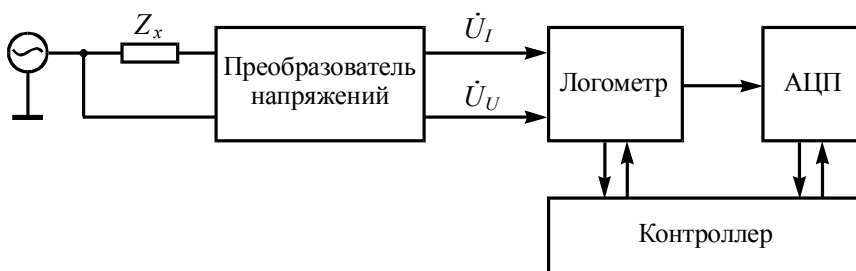 Z_x
Преобразователь
напряжений
U̇_I
U̇_U
Логометр
АЦП
Контроллер